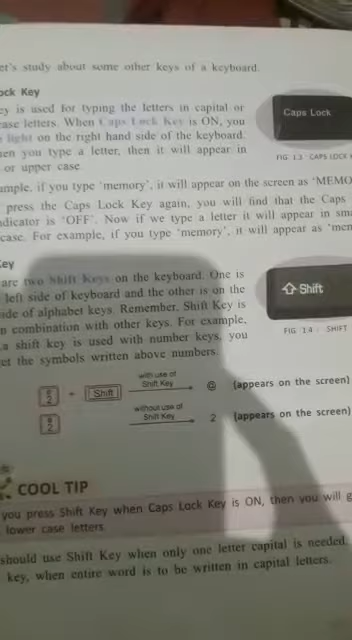 et's study about some other keys of a keyboard.
ock Key
ey is used for typing the letters in capital or
ase letters. When Caps Lock Key is ON, you
light on the right hand side of the keyboard.
en you type a letter, then it will appear in
or upper case.
Caps Lock
FIG 1.3 CAPS LOCK
mple, if you type 'memory', it will appear on the screen as 'MEMO
press the Caps Lock Key again, you will find that the Caps
ndicator is 'OFF'. Now if we type a letter it will appear in sma
case. For example, if you type 'memory', it will appear as 'mem
Key
are two Shift Keys on the keyboard. One is
left side of keyboard and the other is on the
ide of alphabet keys. Remember, Shift Key is
n combination with other keys. For example,
a shift key is used with number keys, you
et the symbols written above numbers.
Shift
FIG 1.4 : SHIFT
@ 2 + Shift with use of Shift Key @ (appears on the screen)
@ 2 without use of Shift Key 2 (appears on the screen)
COOL TIP
you press Shift Key when Caps Lock Key is ON, then you will g
lower case letters.
should use Shift Key when only one letter capital is needed.
key, when entire word is to be written in capital letters.